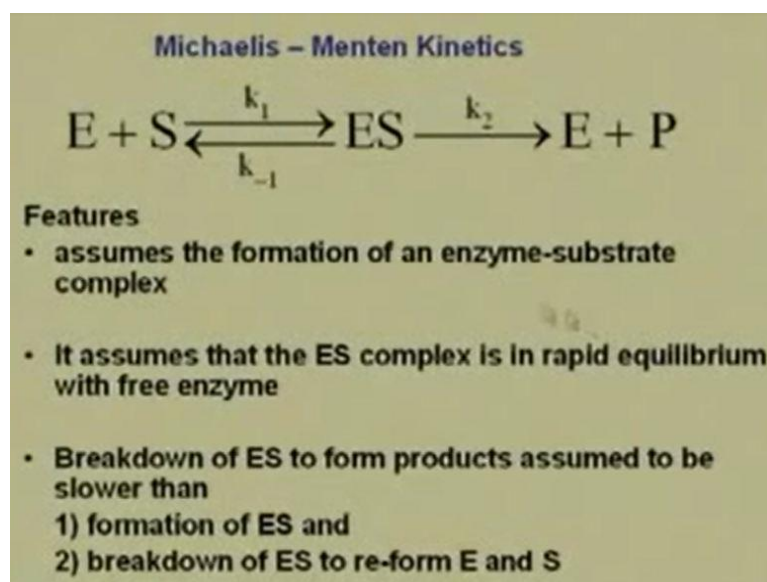 Michaelis – Menten Kinetics
k₁
E + S ⇌ ES → E + P
k₂
k₋₁
Features
• assumes the formation of an enzyme-substrate
complex
• It assumes that the ES complex is in rapid equilibrium
with free enzyme
• Breakdown of ES to form products assumed to be
slower than
1) formation of ES and
2) breakdown of ES to re-form E and S